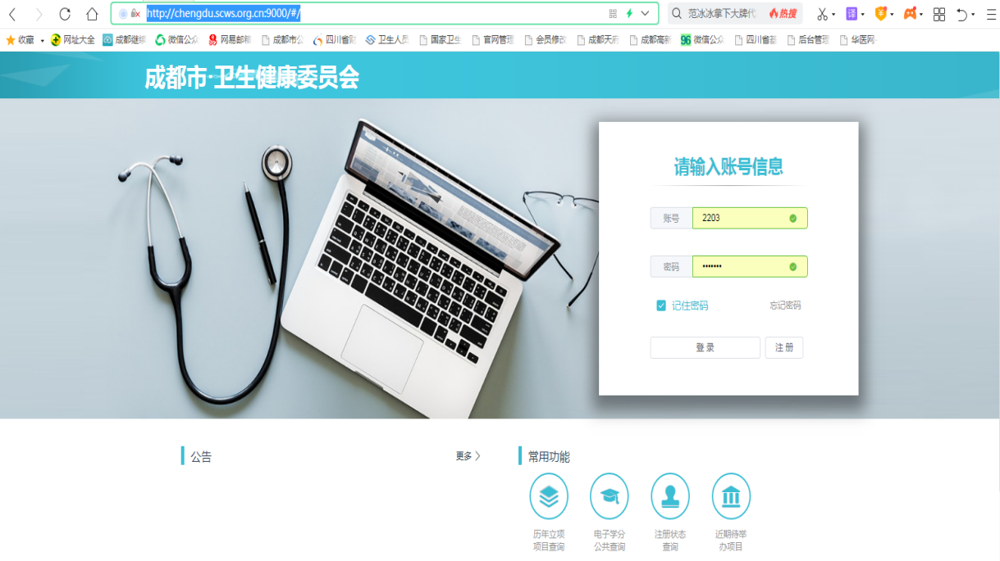 http://chengdu.scws.org.cn:9000/#/
范冰冰拿下大牌代
热搜
译
收藏
网址大全
成都继续
微信公众
网易邮箱
成都市公
四川省财
卫生人员
国家卫生
官网管理
会员修改
成都天府
成都高新
96
微信公众
四川省基
后台管理
华医网-
成都市·卫生健康委员会
请输入账号信息
账号
2203
密码
•••••••
记住密码
忘记密码
登 录
注 册
公告
更多
常用功能
历年立项
项目查询
电子学分
公共查询
注册状态
查询
近期待举
办项目